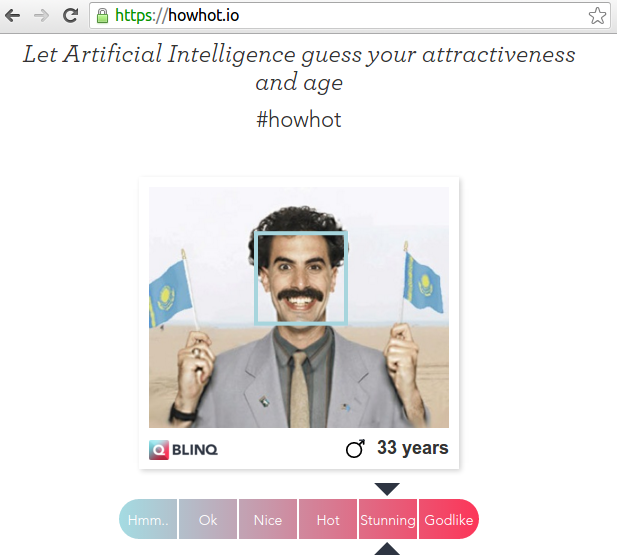 https://howhot.io
Let Artificial Intelligence guess your attractiveness
and age
#howhot
BLINQ
33 years
Hmm..
Ok
Nice
Hot
Stunning
Godlike